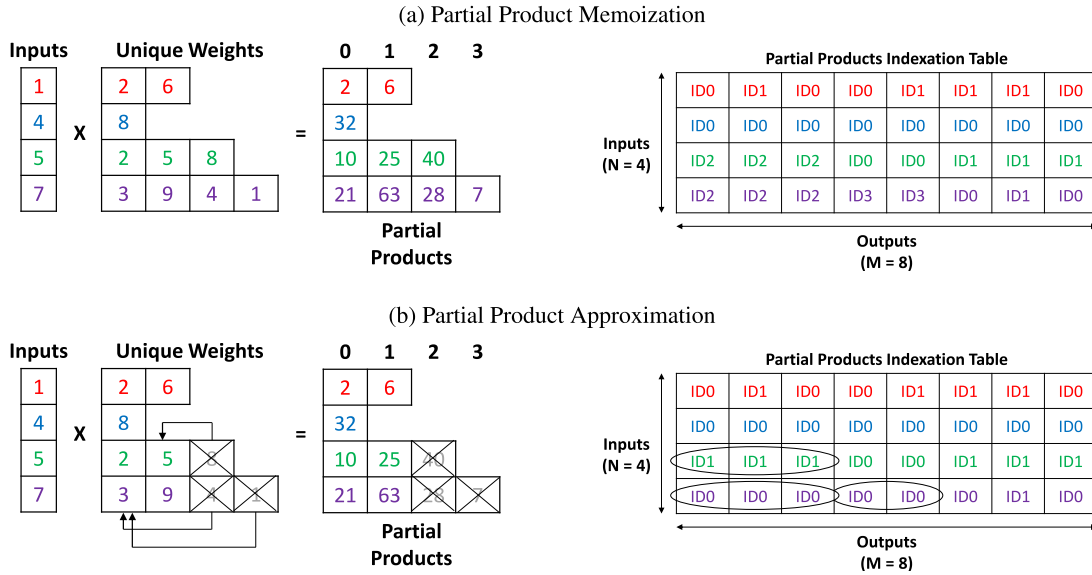 (a) Partial Product Memoization
Inputs Unique Weights 0 1 2 3
Partial Products Indexation Table
1 2 6 2 6 ID0 ID1 ID0 ID0 ID1 ID1 ID1 ID0
4 8 32 ID0 ID0 ID0 ID0 ID0 ID0 ID0 ID0
X =
5 2 5 8 10 25 40 ID2 ID2 ID2 ID0 ID0 ID1 ID1 ID1
Inputs
(N = 4)
7 3 9 4 1 21 63 28 7 ID2 ID2 ID2 ID3 ID3 ID0 ID1 ID0
Partial
Products
Outputs
(M = 8)
(b) Partial Product Approximation
Inputs Unique Weights 0 1 2 3
Partial Products Indexation Table
1 2 6 2 6 ID0 ID1 ID0 ID0 ID1 ID1 ID1 ID0
4 8 32 ID0 ID0 ID0 ID0 ID0 ID0 ID0 ID0
X =
5 2 5 8 10 25 40 ID1 ID1 ID1 ID0 ID0 ID1 ID1 ID1
Inputs
(N = 4)
7 3 9 4 1 21 63 28 7 ID0 ID0 ID0 ID0 ID0 ID0 ID1 ID0
Partial
Products
Outputs
(M = 8)